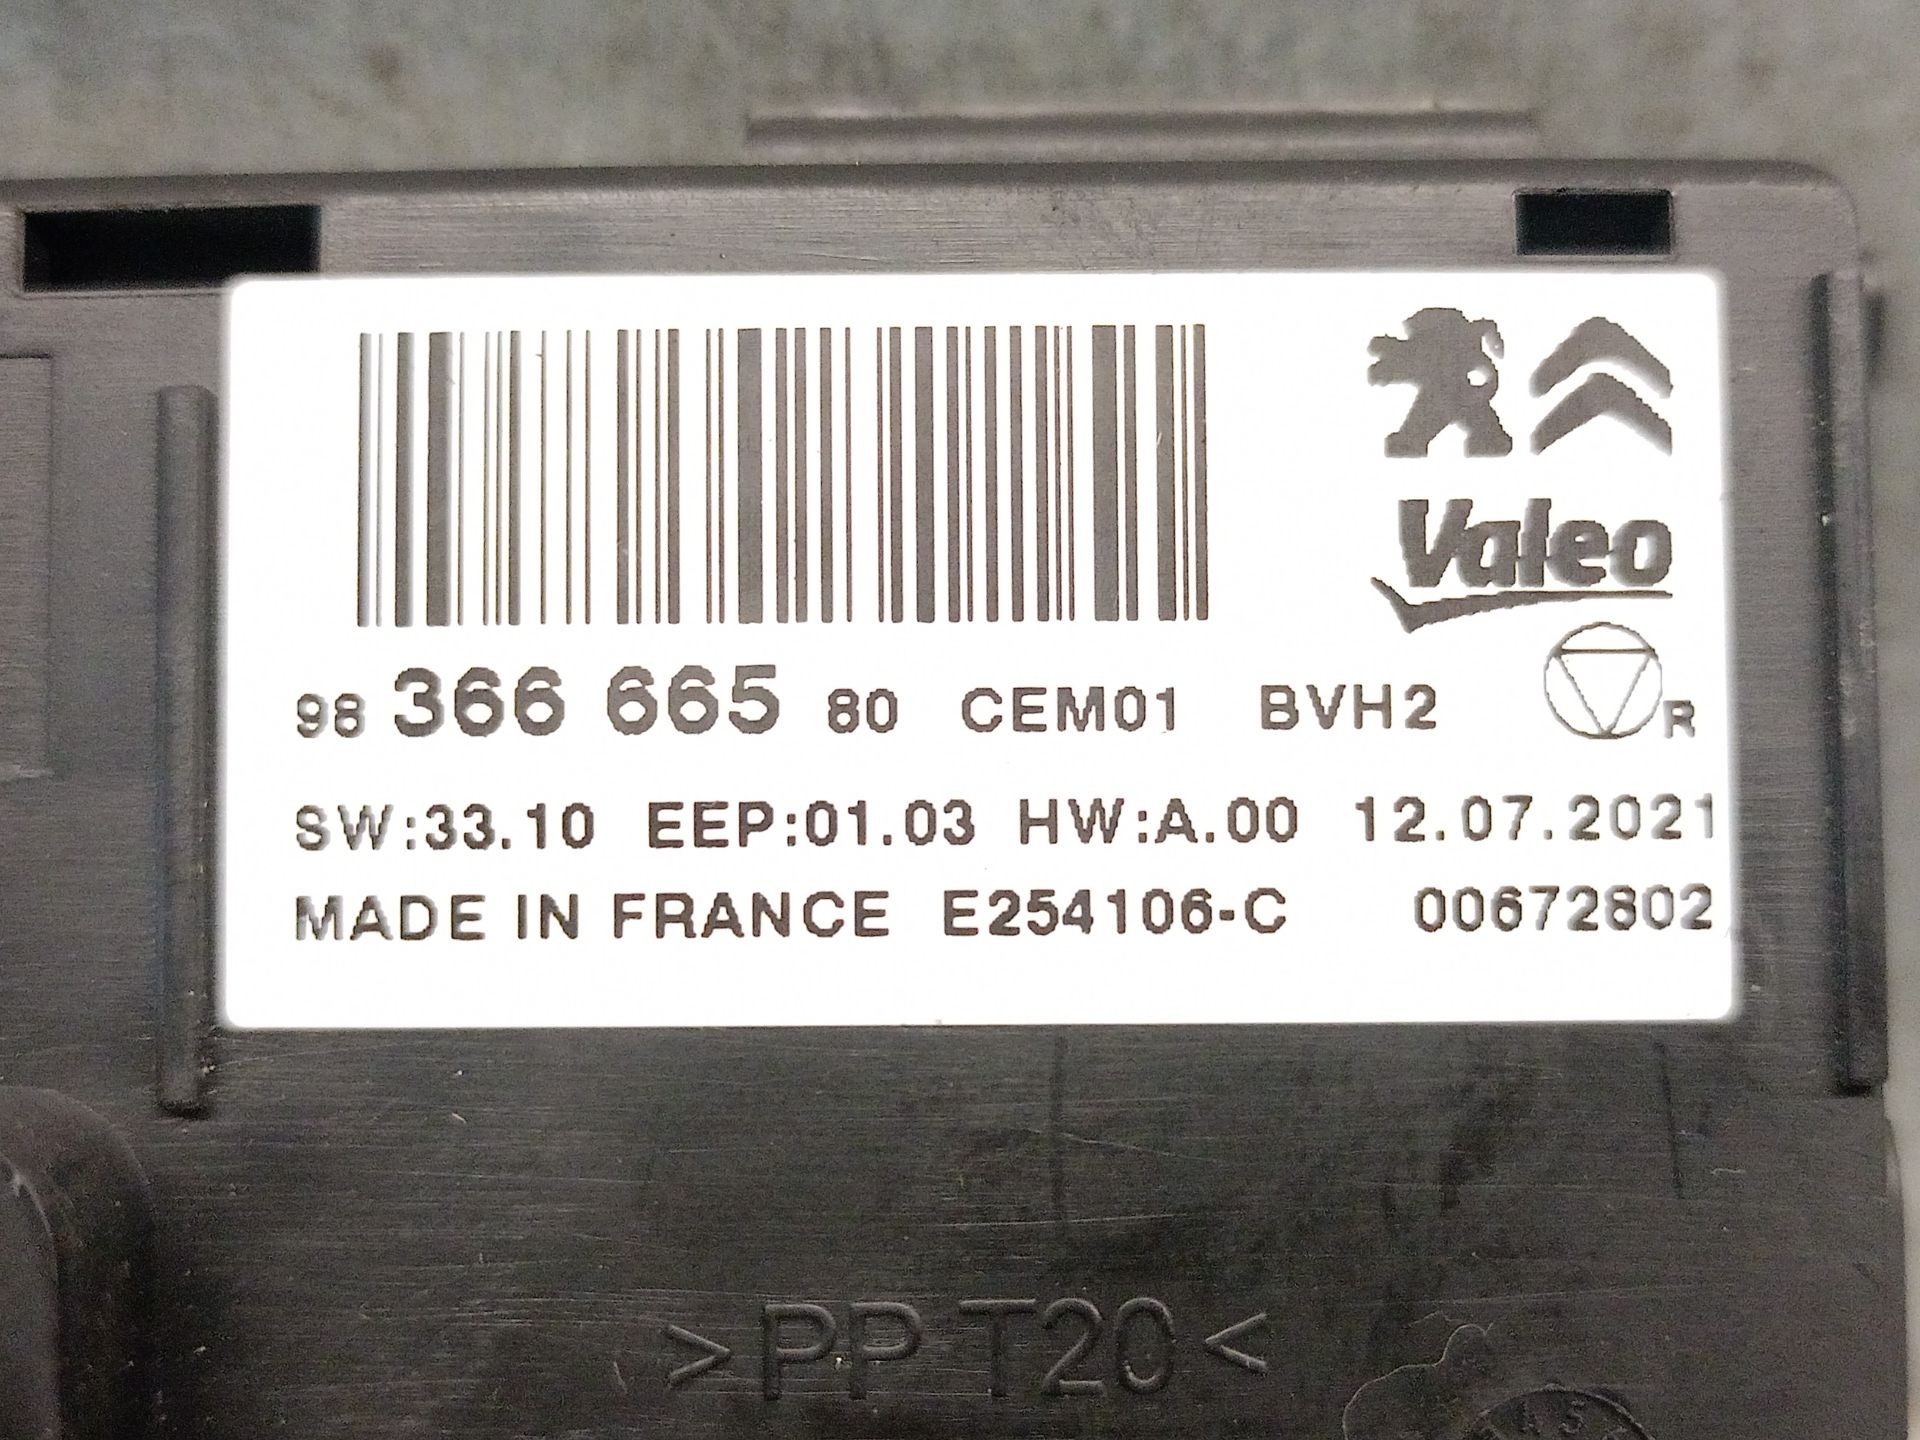 Valeo
98 366 665 80 CEM01 BVH2 R
SW:33.10 EEP:01.03 HW:A.00 12.07.2021
MADE IN FRANCE E254106-C 00672802
>PP T20<